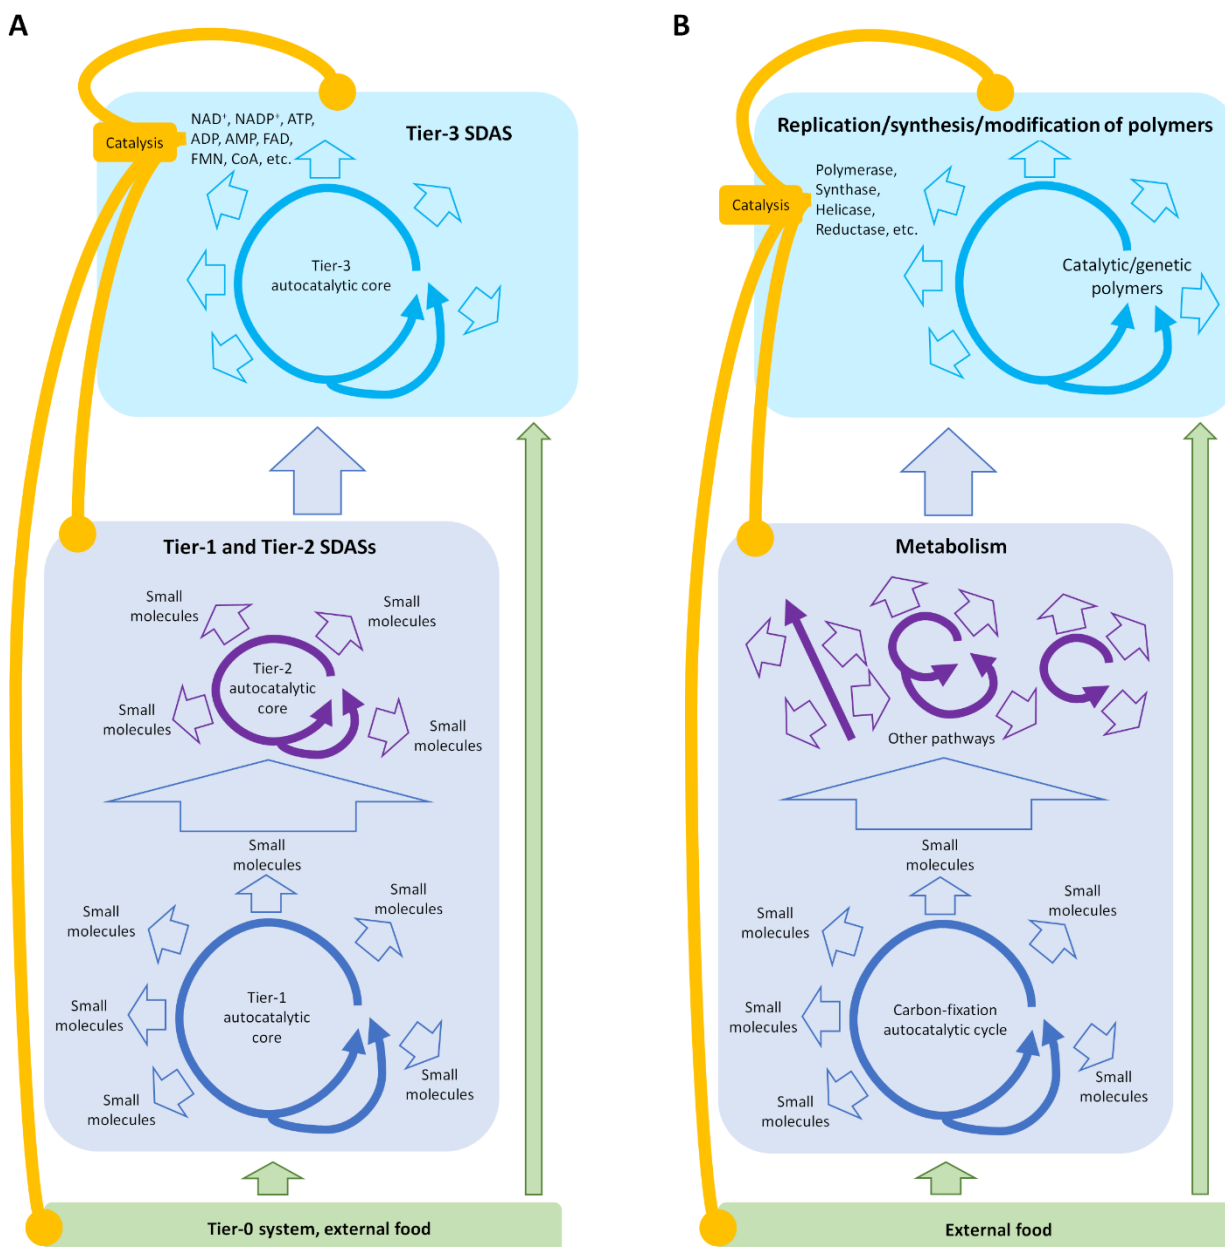 A
NAD⁺, NADP⁺, ATP,
ADP, AMP, FAD,
FMN, CoA, etc.
Catalysis
Tier-3 SDAS
Tier-3
autocatalytic core
Tier-1 and Tier-2 SDASs
Small
molecules
Small
molecules
Tier-2
autocatalytic
core
Small
molecules
Small
molecules
Small
molecules
Small
molecules
Small
molecules
Small
molecules
Tier-1
autocatalytic
core
Small
molecules
Small
molecules
Tier-0 system, external food
B
Replication/synthesis/modification of polymers
Polymerase,
Synthase,
Helicase,
Reductase, etc.
Catalysis
Catalytic/genetic
polymers
Metabolism
Other pathways
Small
molecules
Small
molecules
Small
molecules
Small
molecules
Carbon-fixation
autocatalytic cycle
Small
molecules
Small
molecules
External food